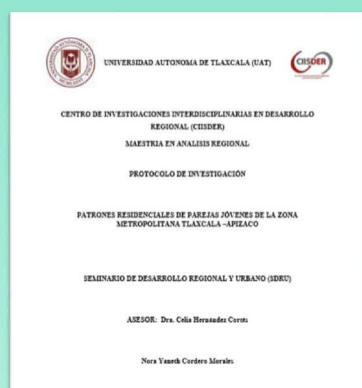 UNIVERSIDAD AUTONOMA DE TLAXCALA (UAT)
CIISDER
CENTRO DE INVESTIGACIONES INTERDISCIPLINARIAS EN DESARROLLO
REGIONAL (CIISDER)
MAESTRIA EN ANALISIS REGIONAL
PROTOCOLO DE INVESTIGACIÓN
PATRONES RESIDENCIALES DE PAREJAS JÓVENES DE LA ZONA
METROPOLITANA TLAXCALA –APIZACO
SEMINARIO DE DESARROLLO REGIONAL Y URBANO (SDRU)
ASESOR: Dra. Celia Hernández Cortés
Nora Yaneth Cordero Morales